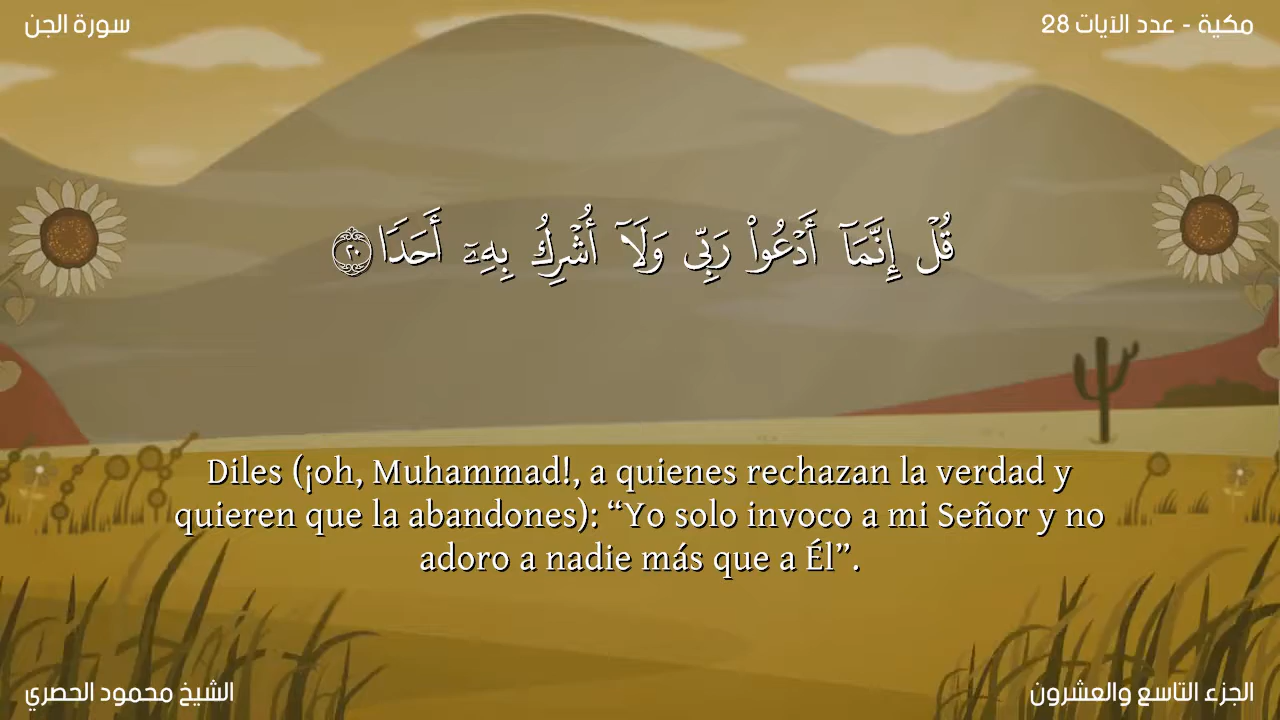 سورة الجن
مكية - عدد الآيات 28
قُلْ إِنَّمَآ أَدْعُوا۟ رَبِّى وَلَآ أُشْرِكُ بِهِۦٓ أَحَدًا ٢٠
Diles (¡oh, Muhammad!, a quienes rechazan la verdad y
quieren que la abandones): “Yo solo invoco a mi Señor y no
adoro a nadie más que a Él”.
الشيخ محمود الحصري
الجزء التاسع والعشرون